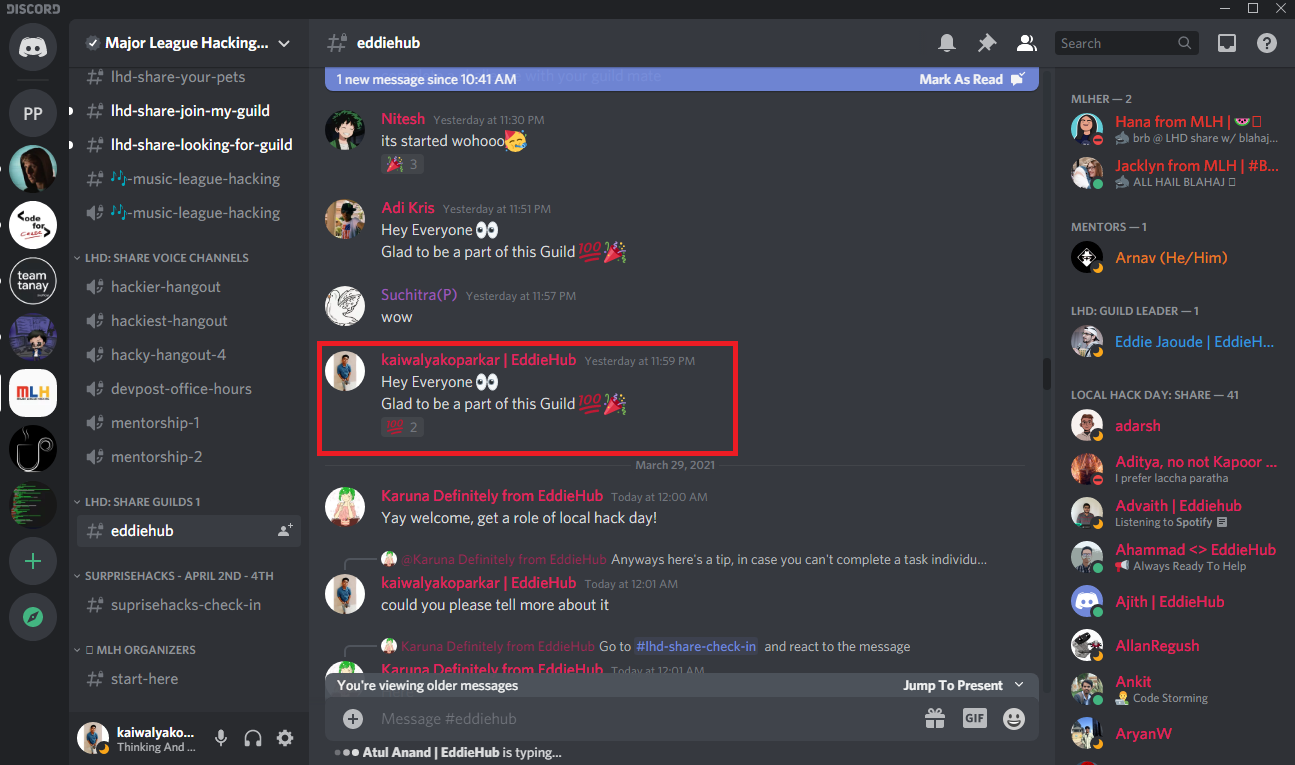 DISCORD
Major League Hacking...
eddiehub
Search
lhd-share-your-pets
lhd-share-join-my-guild
lhd-share-looking-for-guild
🎶-music-league-hacking
🎶-music-league-hacking
LHD: SHARE VOICE CHANNELS
hackier-hangout
hackiest-hangout
hacky-hangout-4
devpost-office-hours
mentorship-1
mentorship-2
LHD: SHARE GUILDS 1
eddiehub
SURPRISEHACKS - APRIL 2ND - 4TH
suprisehacks-check-in
MLH ORGANIZERS
start-here
PP
code for cause
team tanay
MLH
kaiwalyako...
Thinking And ...
1 new message since 10:41 AM
Mark As Read
Nitesh Yesterday at 11:30 PM
its started wohooo🥳
🎉 3
Adi Kris Yesterday at 11:51 PM
Hey Everyone 👀
Glad to be a part of this Guild 💯🎉
Suchitra(P) Yesterday at 11:57 PM
wow
kaiwalyakoparkar | EddieHub Yesterday at 11:59 PM
Hey Everyone 👀
Glad to be a part of this Guild 💯🎉
💯 2
March 29, 2021
Karuna Definitely from EddieHub Today at 12:00 AM
Yay welcome, get a role of local hack day!
@Karuna Definitely from EddieHub Anyways here's a tip, in case you can't complete a task individu...
kaiwalyakoparkar | EddieHub Today at 12:01 AM
could you please tell more about it
Karuna Definitely from EddieHub Go to #lhd-share-check-in and react to the message
Karuna Definitely from EddieHub Today at 12:01 AM
You're viewing older messages
Jump To Present
Message #eddiehub
GIF
Atul Anand | EddieHub is typing...
MLHER — 2
Hana from MLH | 🍉
brb @ LHD share w/ blahaj...
Jacklyn from MLH | #B...
ALL HAIL BLAHAJ
MENTORS — 1
Arnav (He/Him)
LHD: GUILD LEADER — 1
Eddie Jaoude | EddieH...
LOCAL HACK DAY: SHARE — 41
adarsh
Aditya, no not Kapoor ...
I prefer laccha paratha
Advaith | Eddiehub
Listening to Spotify
Ahammad <> EddieHub
📢 Always Ready To Help
Ajith | EddieHub
AllanRegush
Ankit
Code Storming
AryanW